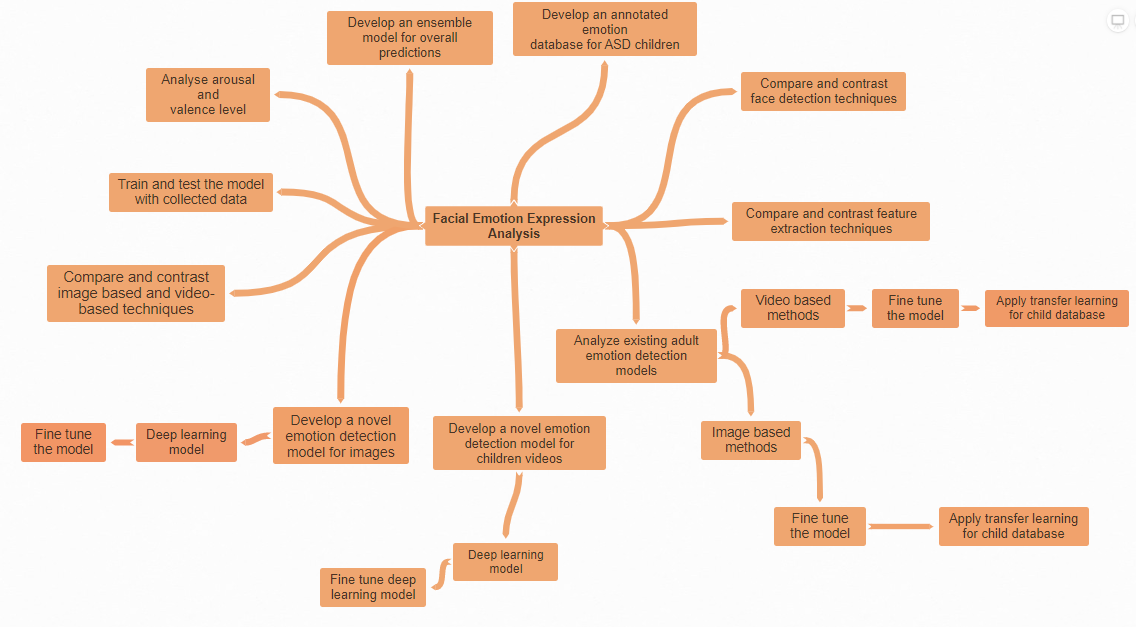 Develop an ensemble
model for overall
predictions
Develop an annotated
emotion
database for ASD children
Analyse arousal
and
valence level
Compare and contrast
face detection techniques
Train and test the model
with collected data
Facial Emotion Expression
Analysis
Compare and contrast feature
extraction techniques
Compare and contrast
image based and video-
based techniques
Video based
methods
Fine tune
the model
Apply transfer learning
for child database
Analyze existing adult
emotion detection
models
Develop a novel
emotion detection
model for images
Deep learning
model
Fine tune
the model
Develop a novel emotion
detection model for
children videos
Image based
methods
Fine tune
the model
Apply transfer learning
for child database
Deep learning
model
Fine tune deep
learning model